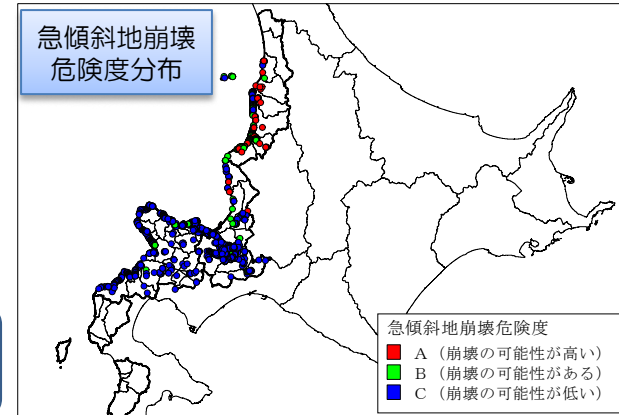 急傾斜地崩壊
危険度分布
急傾斜地崩壊危険度
A（崩壊の可能性が高い）
B（崩壊の可能性がある）
C（崩壊の可能性が低い）